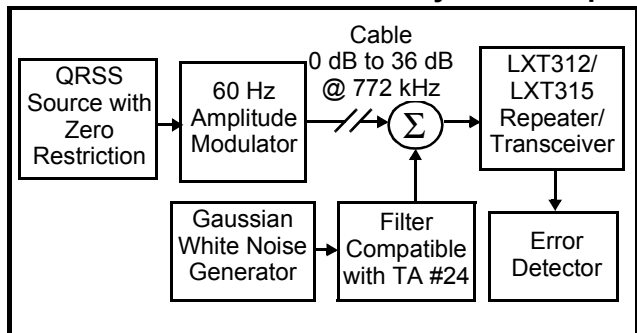 QRSS
Source with
Zero
Restriction
60 Hz
Amplitude
Modulator
Cable
0 dB to 36 dB
@ 772 kHz
Σ
LXT312/
LXT315
Repeater/
Transceiver
Gaussian
White Noise
Generator
Filter
Compatible
with TA #24
Error
Detector